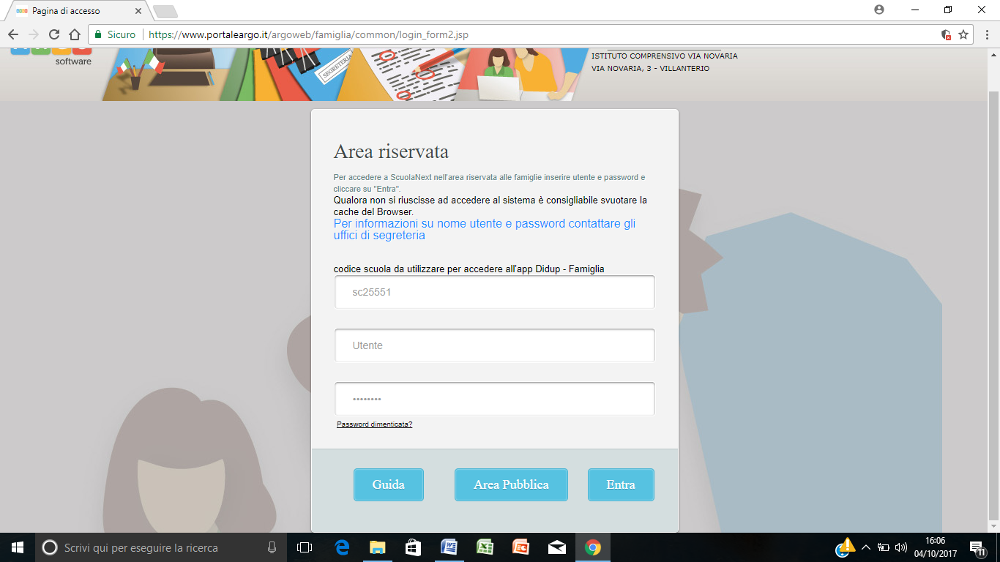 Pagina di accesso
Sicuro
https://www.portaleargo.it/argoweb/famiglia/common/login_form2.jsp
software
SEGRETERIA
ISTITUTO COMPRENSIVO VIA NOVARIA
VIA NOVARIA, 3 - VILLANTERIO
Area riservata
Per accedere a ScuolaNext nell'area riservata alle famiglie inserire utente e password e
cliccare su "Entra".
Qualora non si riuscisse ad accedere al sistema è consigliabile svuotare la
cache del Browser.
Per informazioni su nome utente e password contattare gli
uffici di segreteria
codice scuola da utilizzare per accedere all'app Didup - Famiglia
sc25551
Utente
••••••••
Password dimenticata?
Guida
Area Pubblica
Entra
Scrivi qui per eseguire la ricerca
16:06
04/10/2017
11